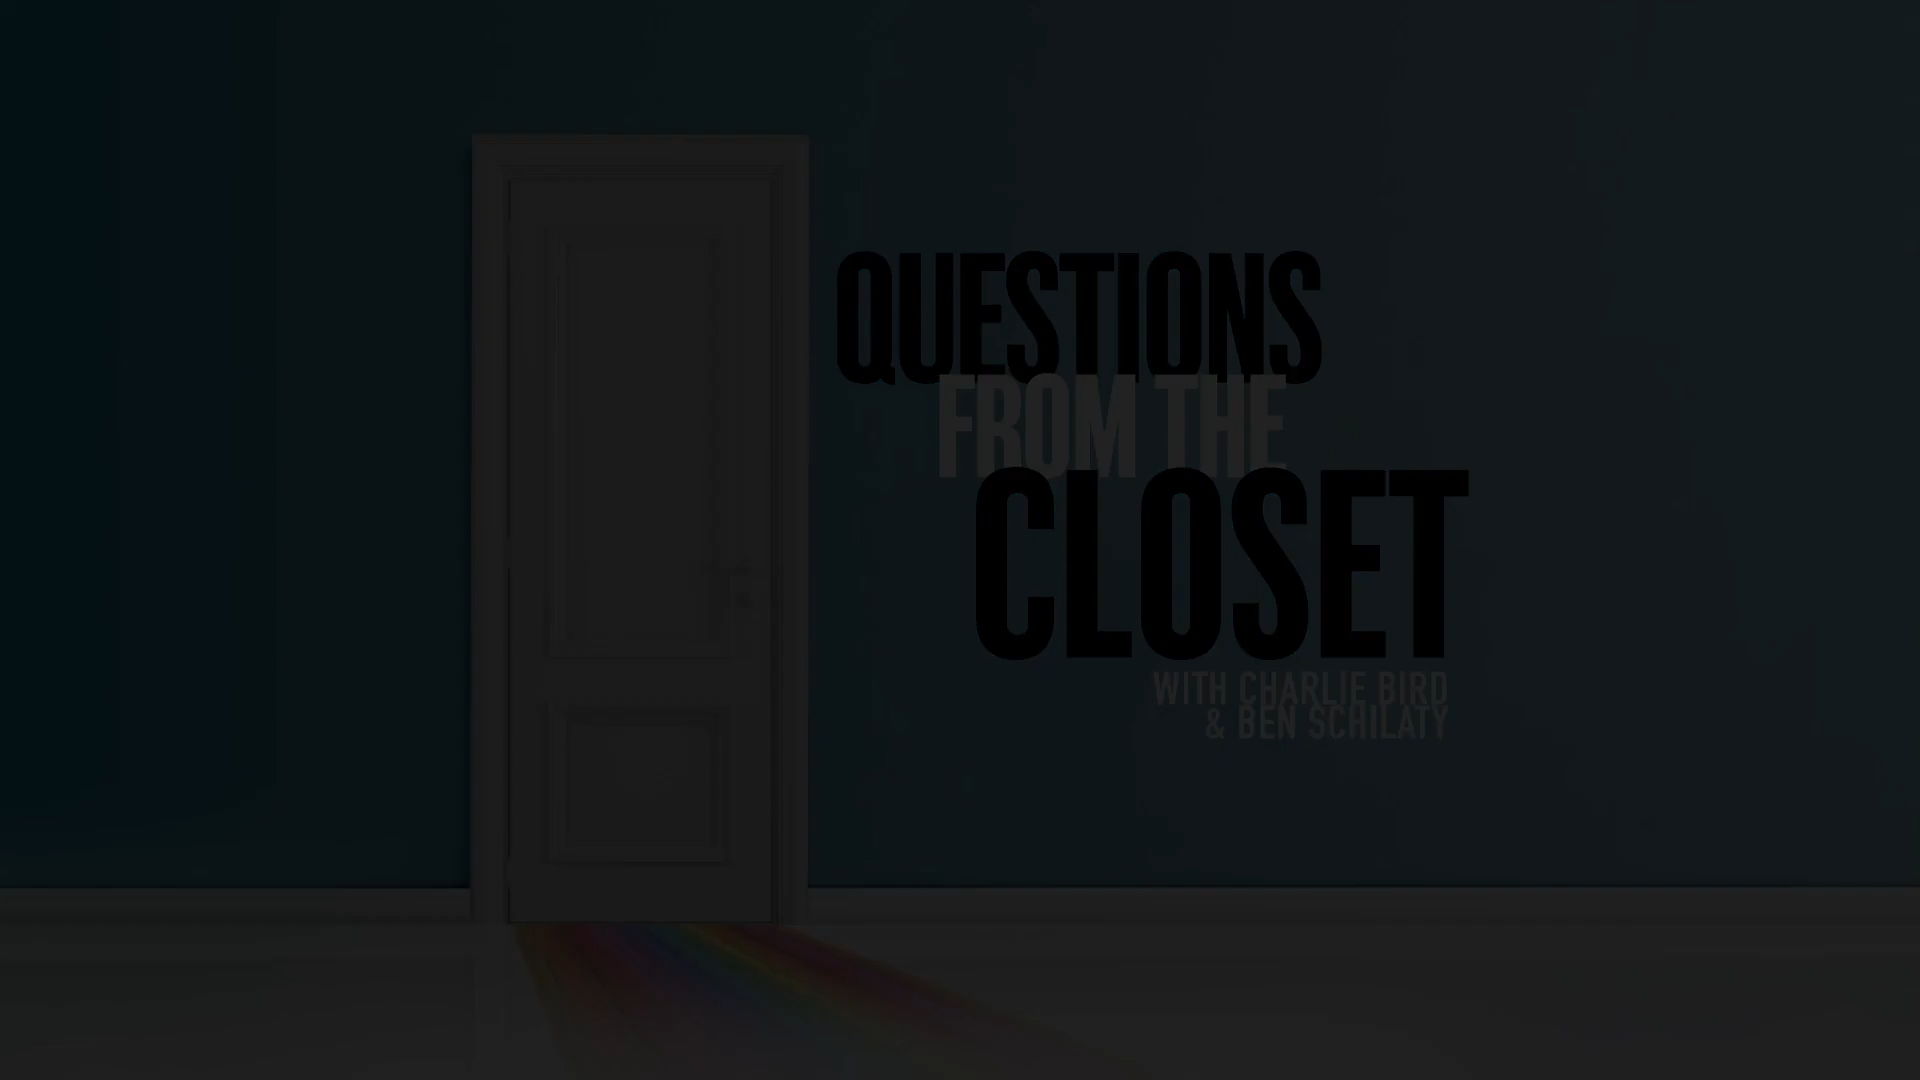 QUESTIONS
FROM THE
CLOSET
WITH CHARLIE BIRD
& BEN SCHILATY